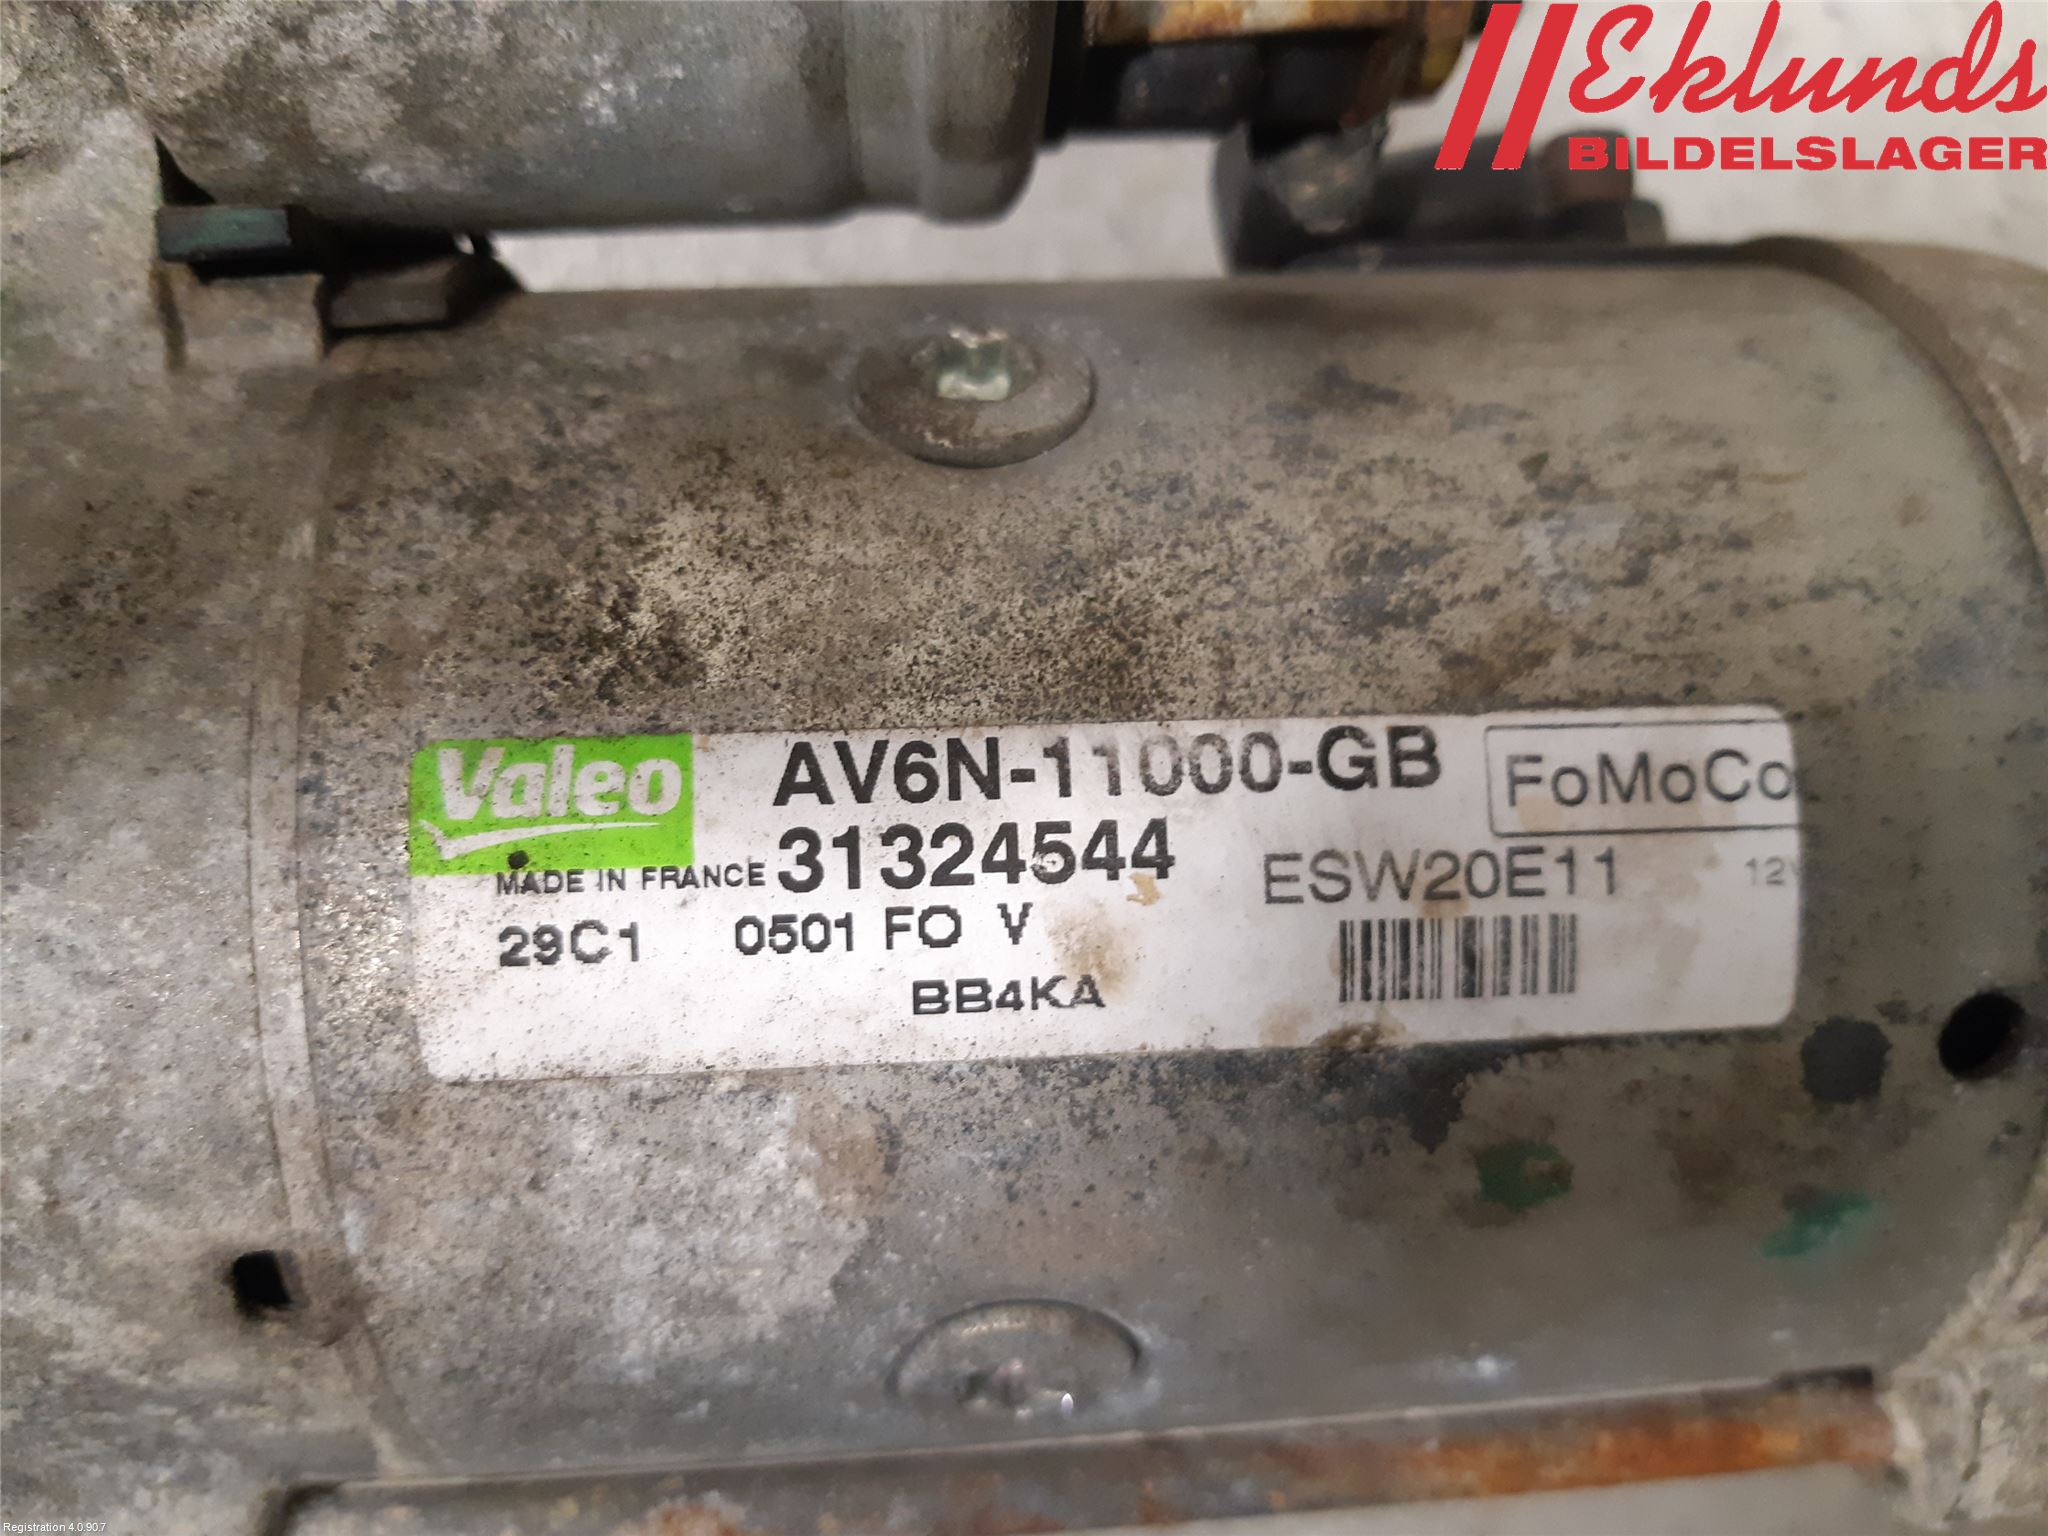 Eklunds
BILDELSLAGER
Valeo
AV6N-11000-GB
FoMoCo
MADE IN FRANCE
31324544
ESW20E11
12V
29C1
0501 FO V
BB4KA
Registration 4.0.90.7